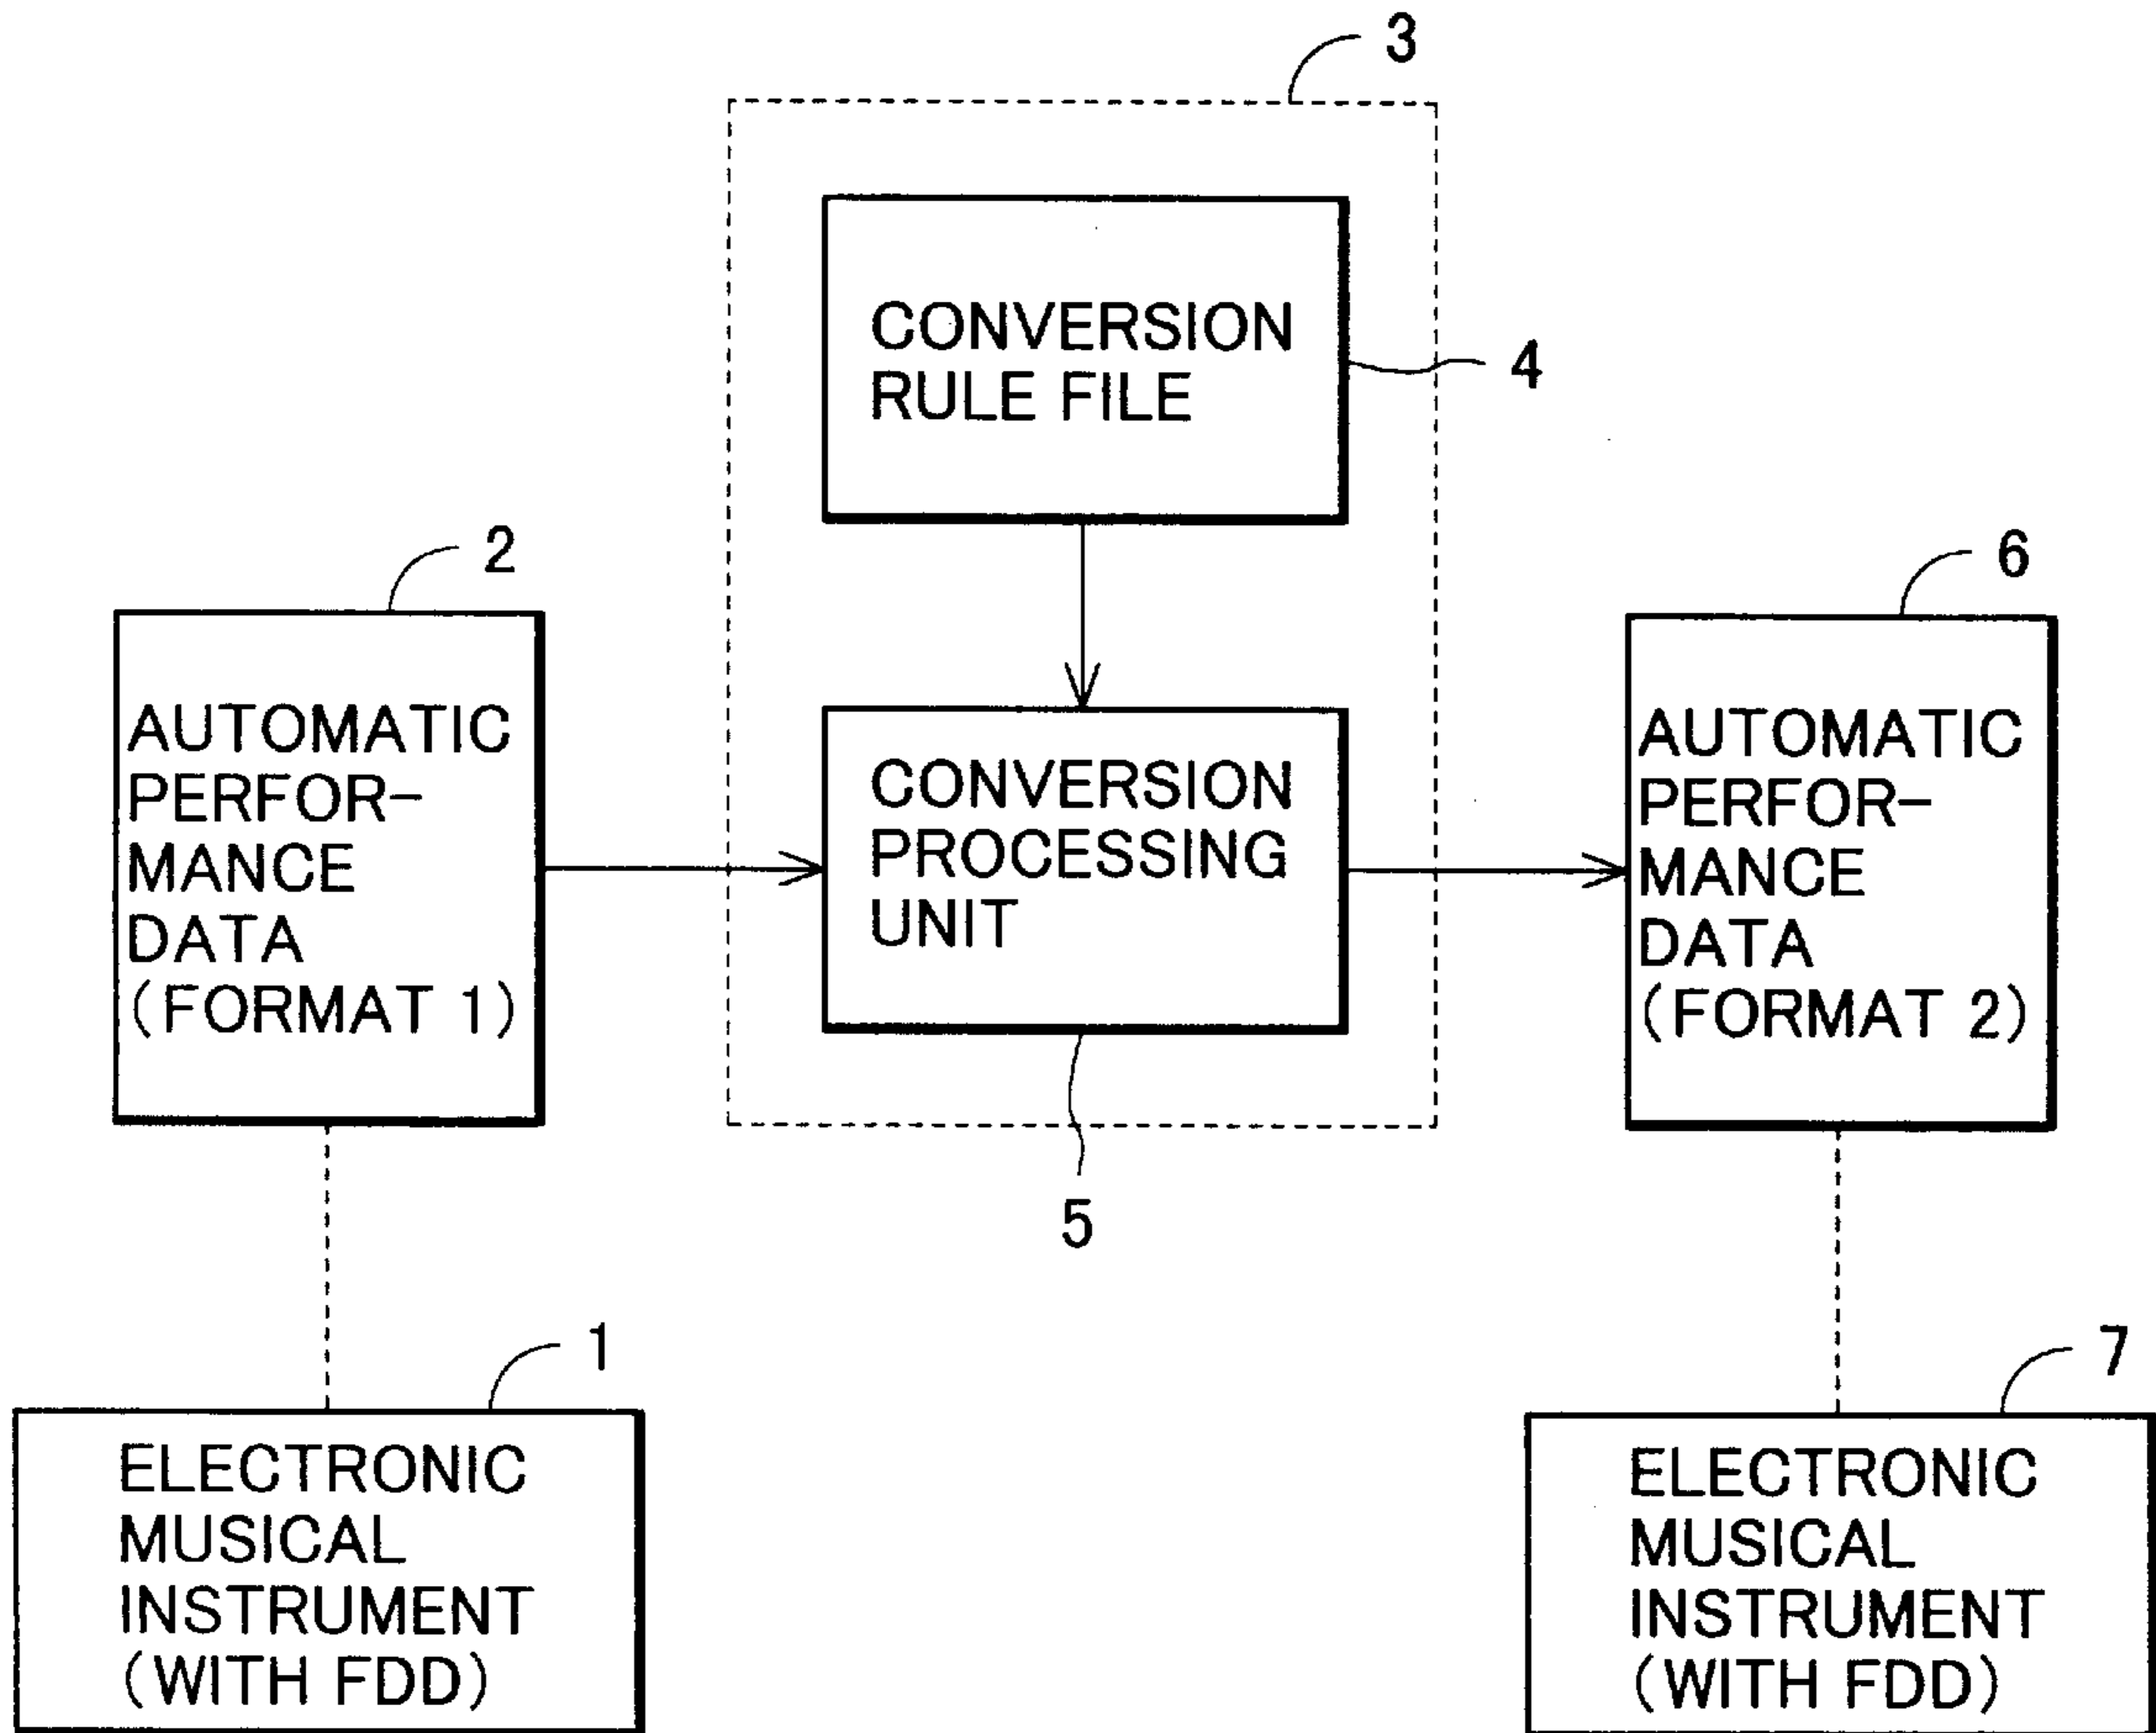 3
CONVERSION
RULE FILE
4
2
AUTOMATIC
PERFOR-
MANCE
DATA
(FORMAT 1)
CONVERSION
PROCESSING
UNIT
5
6
AUTOMATIC
PERFOR-
MANCE
DATA
(FORMAT 2)
1
ELECTRONIC
MUSICAL
INSTRUMENT
(WITH FDD)
7
ELECTRONIC
MUSICAL
INSTRUMENT
(WITH FDD)